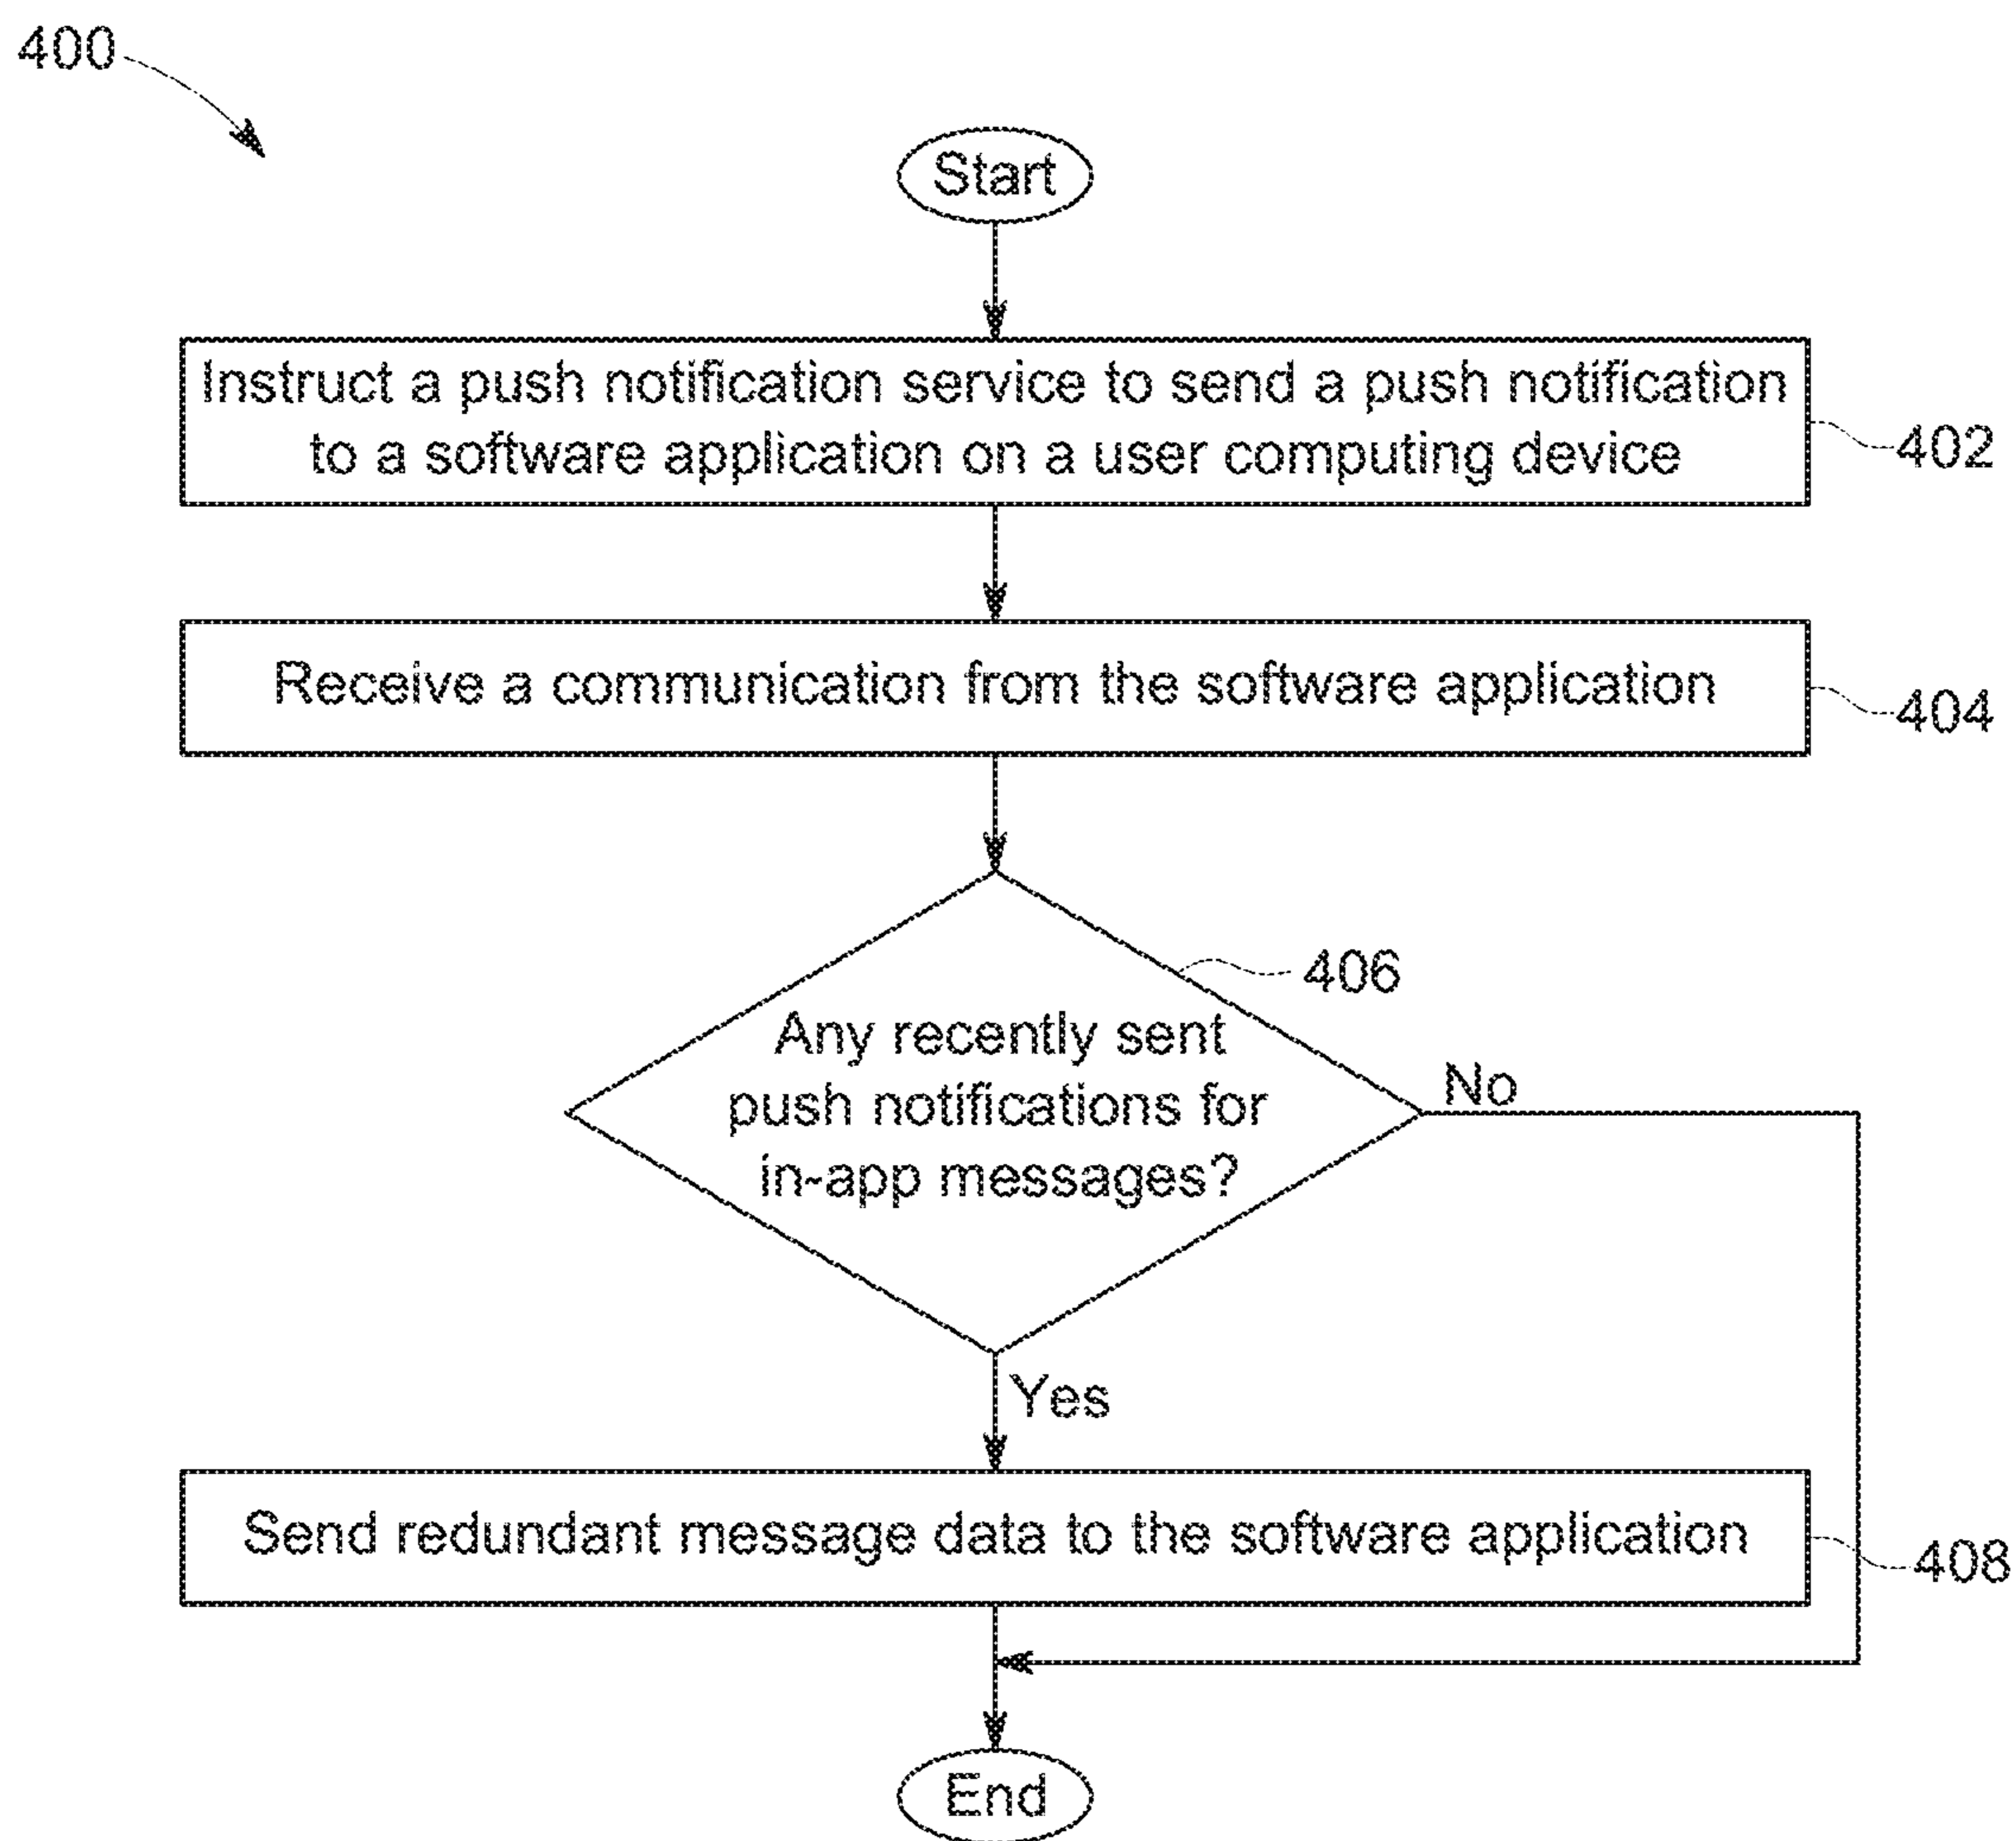 400
Start
Instruct a push notification service to send a push notification
to a software application on a user computing device
402
Receive a communication from the software application
404
406
Any recently sent
push notifications for
in-app messages?
No
Yes
Send redundant message data to the software application
408
End